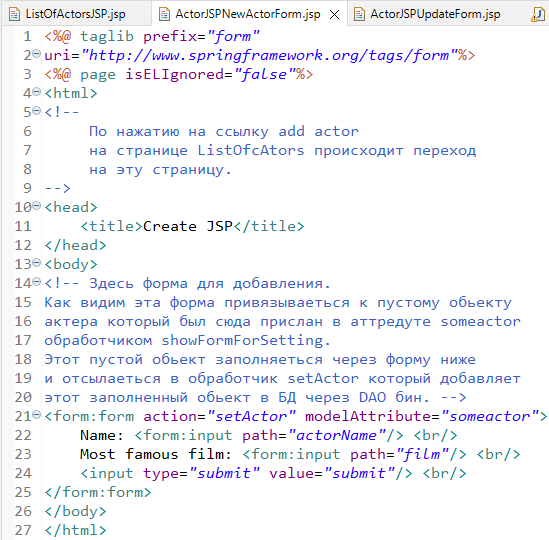 ListOfActorsJSP.jsp ActorJSPNewActorForm.jsp ActorJSPUpdateForm.jsp
1 <%@ taglib prefix="form"
2 uri="http://www.springframework.org/tags/form"%>
3 <%@ page isELIgnored="false"%>
4 <html>
5 <!--
6 По нажатию на ссылку add actor
7 на странице ListOfcAtors происходит переход
8 на эту страницу.
9 -->
10 <head>
11 <title>Create JSP</title>
12 </head>
13 <body>
14 <!-- Здесь форма для добавления.
15 Как видим эта форма привязываеться к пустому обьекту
16 актера который был сюда прислан в аттредуте someactor
17 обработчиком showFormForSetting.
18 Этот пустой обьект заполняеться через форму ниже
19 и отсылаеться в обработчик setActor который добавляет
20 этот заполненный обьект в БД через DAO бин. -->
21 <form:form action="setActor" modelAttribute="someactor">
22 Name: <form:input path="actorName"/> <br/>
23 Most famous film: <form:input path="film"/> <br/>
24 <input type="submit" value="submit"/> <br/>
25 </form:form>
26 </body>
27 </html>